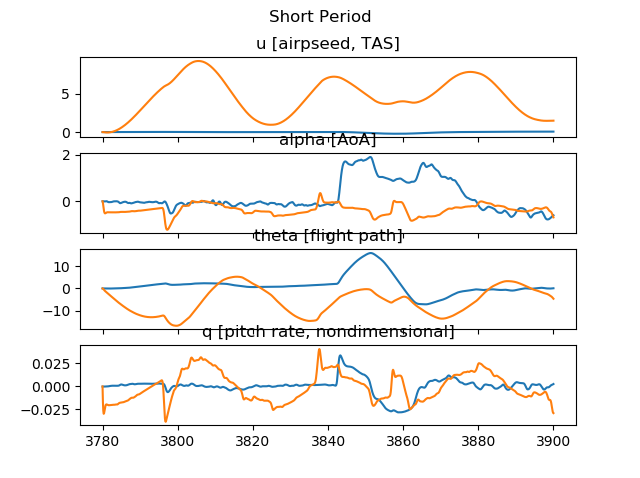 Short Period
u [airpseed, TAS]
5
0
alpha [AoA]
2
0
theta [flight path]
10
0
−10
q [pitch rate, nondimensional]
0.025
0.000
−0.025
3780 3800 3820 3840 3860 3880 3900